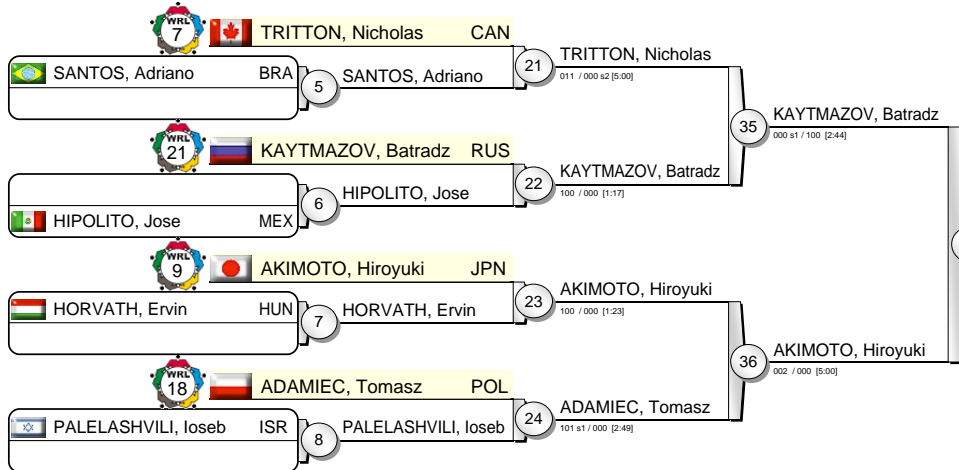 WRL 7 TRITTON, Nicholas CAN
SANTOS, Adriano BRA
5 SANTOS, Adriano
21 TRITTON, Nicholas
011 / 000 s2 [5:00]
WRL 21 KAYTMAZOV, Batradz RUS
HIPOLITO, Jose MEX
6 HIPOLITO, Jose
22 KAYTMAZOV, Batradz
100 / 000 [1:17]
35 KAYTMAZOV, Batradz
000 s1 / 100 [2:44]
WRL 9 AKIMOTO, Hiroyuki JPN
HORVATH, Ervin HUN
7 HORVATH, Ervin
23 AKIMOTO, Hiroyuki
100 / 000 [1:23]
WRL 18 ADAMIEC, Tomasz POL
PALELASHVILI, Ioseb ISR
8 PALELASHVILI, Ioseb
24 ADAMIEC, Tomasz
101 s1 / 000 [2:49]
36 AKIMOTO, Hiroyuki
002 / 000 [5:00]